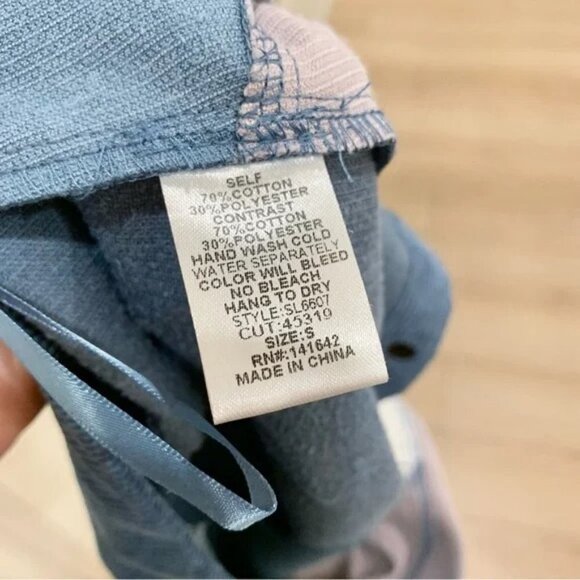 SELF
70%COTTON
30%POLYESTER
CONTRAST
70%COTTON
30%POLYESTER
HAND WASH COLD
WATER SEPARATELY
COLOR WILL BLEED
NO BLEACH
HANG TO DRY
STYLE:SL6607
CUT:45319
SIZE:S
RN#:141642
MADE IN CHINA